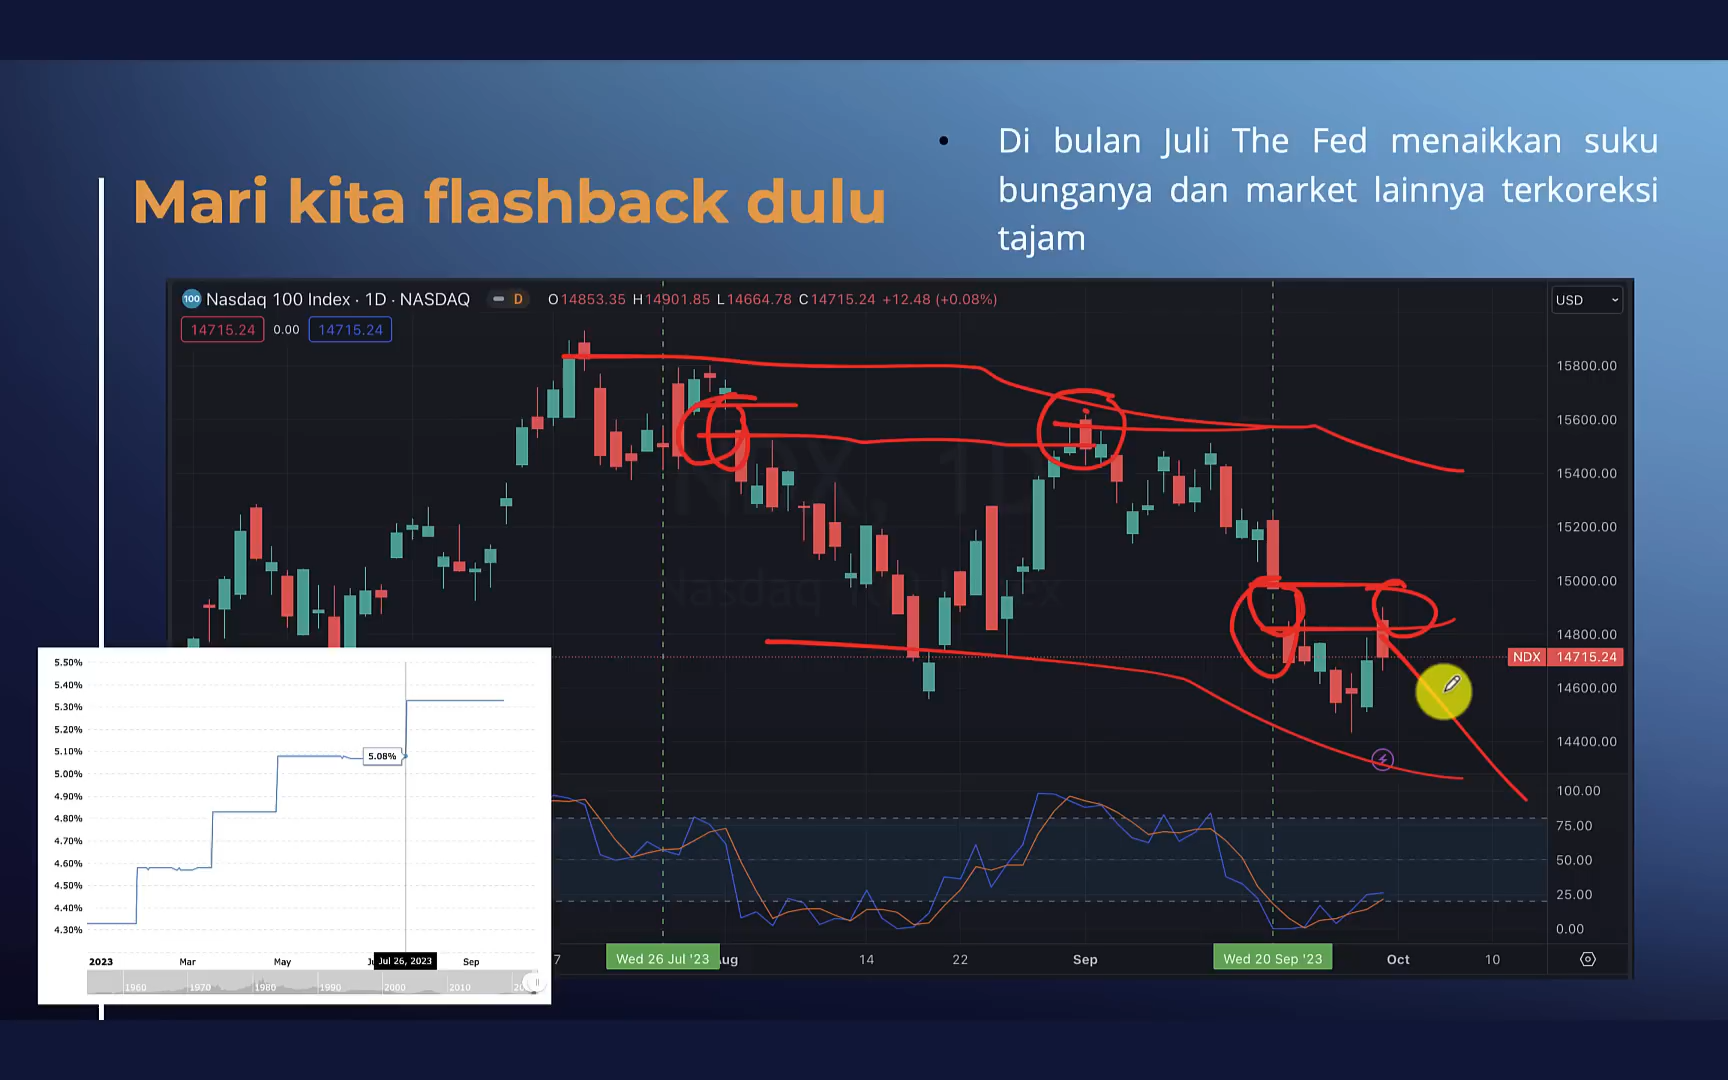 Mari kita flashback dulu
• Di bulan Juli The Fed menaikkan suku
bunganya dan market lainnya terkoreksi
tajam
100 Nasdaq 100 Index · 1D · NASDAQ D O14853.35 H14901.85 L14664.78 C14715.24 +12.48 (+0.08%)
USD
14715.24 0.00 14715.24
15800.00
15600.00
15400.00
15200.00
15000.00
14800.00
NDX 14715.24
14600.00
14400.00
100.00
75.00
50.00
25.00
0.00
NDX, 1D
Nasdaq
7 Wed 26 Jul '23 ug 14 22 Sep Wed 20 Sep '23 Oct 10
5.50%
5.40%
5.30%
5.20%
5.10%
5.08%
5.00%
4.90%
4.80%
4.70%
4.60%
4.50%
4.40%
4.30%
2023 Mar May Jul 26, 2023 Sep
1960 1970 1980 1990 2000 2010